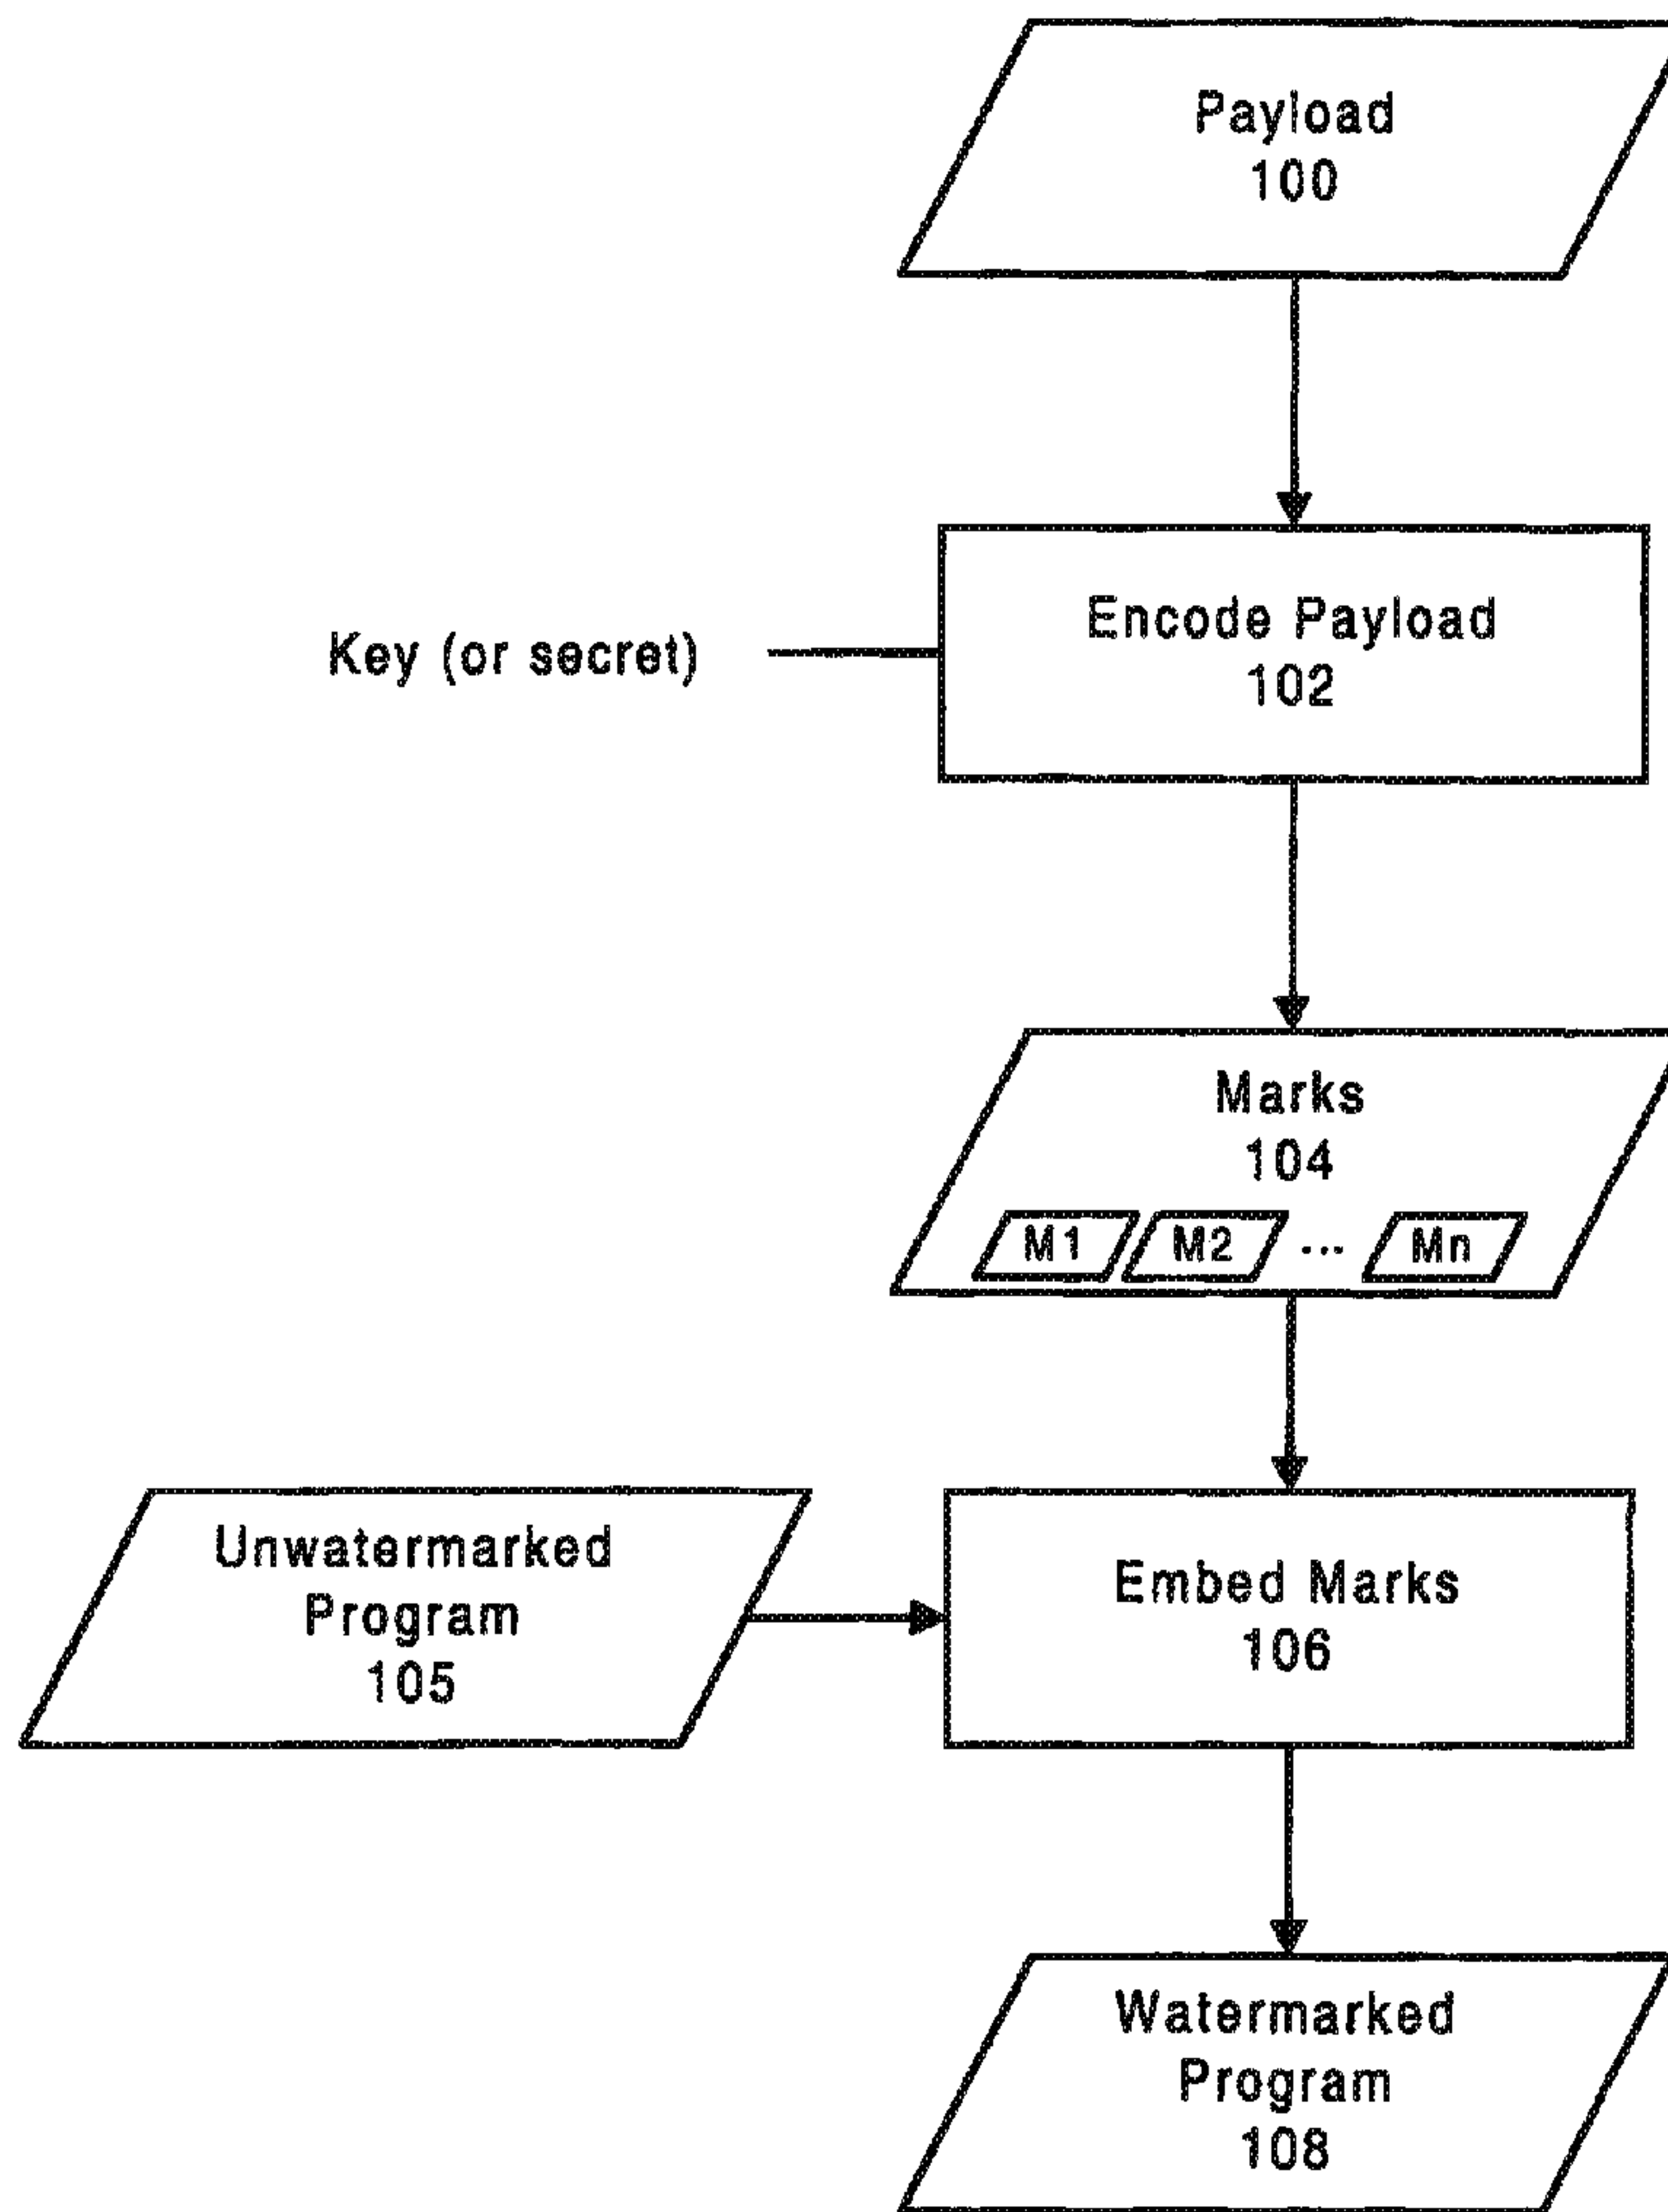 Payload
100
Encode Payload
102
Key (or secret)
Marks
104
M1 M2 ... Mn
Unwatermarked
Program
105
Embed Marks
106
Watermarked
Program
108